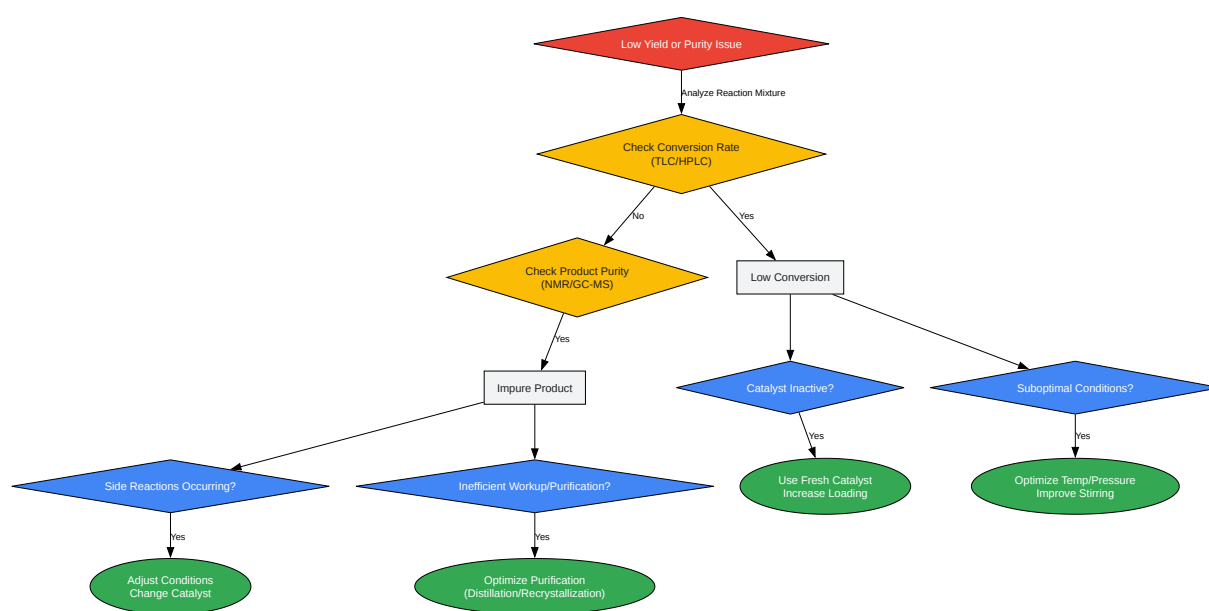 Low Yield or Purity Issue
Analyze Reaction Mixture
Check Conversion Rate
(TLC/HPLC)
No
Yes
Check Product Purity
(NMR/GC-MS)
Low Conversion
Yes
Impure Product
Catalyst Inactive?
Suboptimal Conditions?
Yes
Yes
Side Reactions Occurring?
Inefficient Workup/Purification?
Use Fresh Catalyst
Increase Loading
Optimize Temp/Pressure
Improve Stirring
Yes
Yes
Adjust Conditions
Change Catalyst
Optimize Purification
(Distillation/Recrystallization)